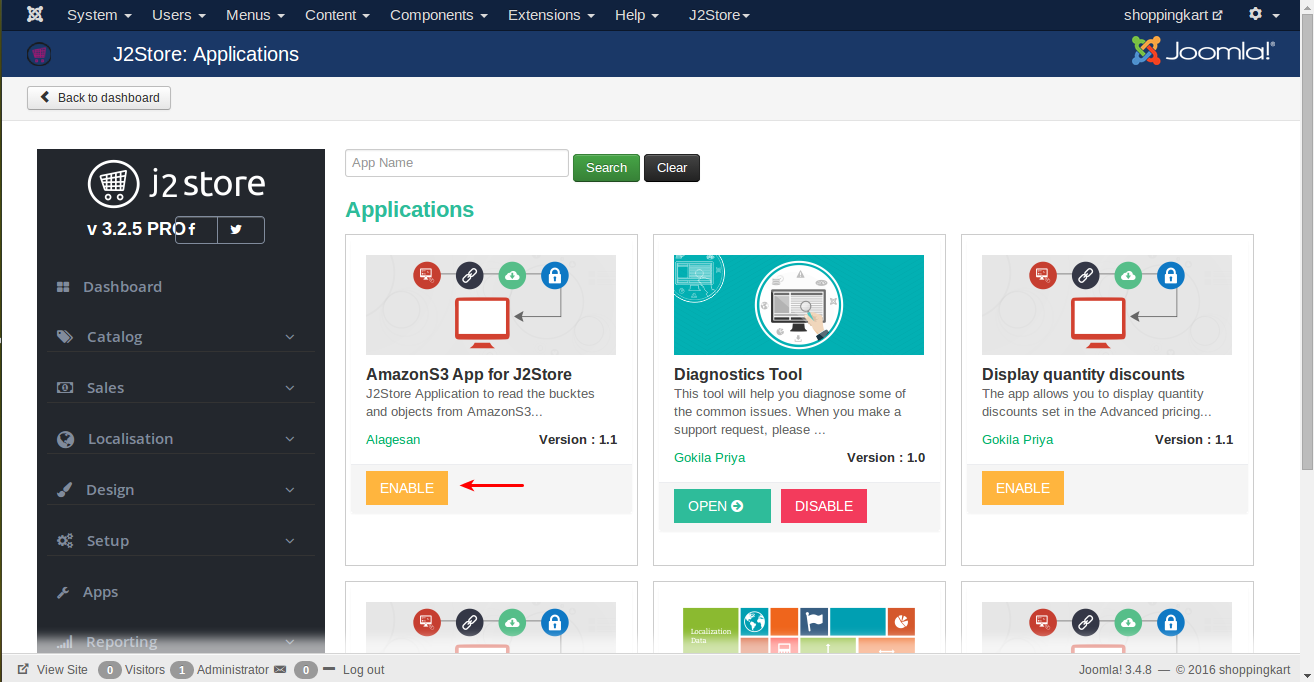 System Users Menus Content Components Extensions Help J2Store shoppingkart
J2Store: Applications Joomla!®
Back to dashboard
j2store
v 3.2.5 PRO
Dashboard
Catalog
Sales
Localisation
Design
Setup
Apps
Reporting
App Name Search Clear
Applications
AmazonS3 App for J2Store
J2Store Application to read the bucktes
and objects from AmazonS3...
Alagesan Version : 1.1
ENABLE
Diagnostics Tool
This tool will help you diagnose some of
the common issues. When you make a
support request, please ...
Gokila Priya Version : 1.0
OPEN DISABLE
Display quantity discounts
The app allows you to display quantity
discounts set in the Advanced pricing...
Gokila Priya Version : 1.1
ENABLE
Localization
Data
View Site 0 Visitors 1 Administrator 0 Log out Joomla! 3.4.8 — © 2016 shoppingkart